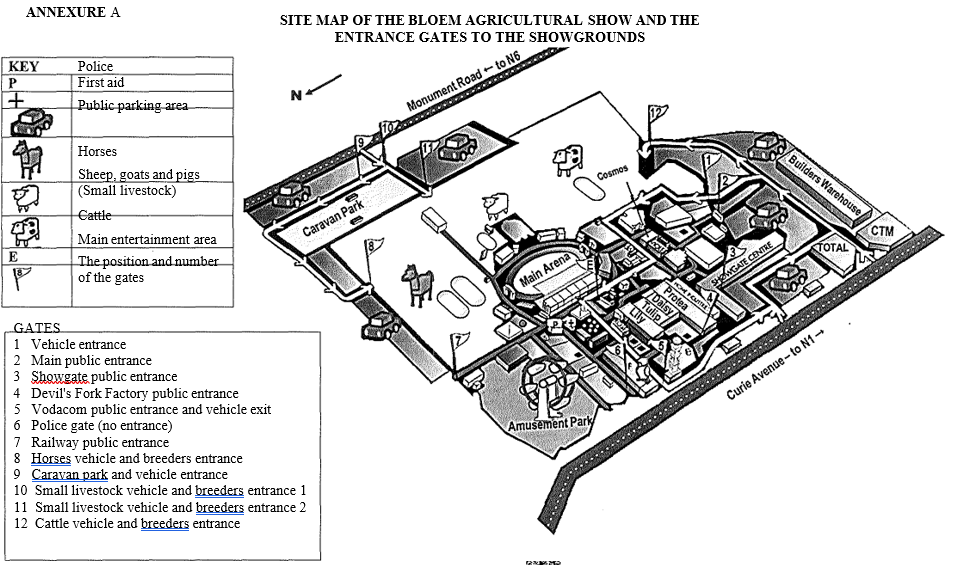 ANNEXURE A
SITE MAP OF THE BLOEM AGRICULTURAL SHOW AND THE
ENTRANCE GATES TO THE SHOWGROUNDS
KEY Police
P First aid
Public parking area
Horses
Sheep, goats and pigs
(Small livestock)
Cattle
Main entertainment area
E The position and number
of the gates
18
GATES
1 Vehicle entrance
2 Main public entrance
3 Showgate public entrance
4 Devil's Fork Factory public entrance
5 Vodacom public entrance and vehicle exit
6 Police gate (no entrance)
7 Railway public entrance
8 Horses vehicle and breeders entrance
9 Caravan park and vehicle entrance
10 Small livestock vehicle and breeders entrance 1
11 Small livestock vehicle and breeders entrance 2
12 Cattle vehicle and breeders entrance
N
Monument Road to N6
9
10
11
12
1
2
Cosmos
Builders Warehouse
CTM
TOTAL
SHOWGATE CENTRE
3
4
Caravan Park
8
Main Arena
E
Protea
Daisy
Tulip
Lily
P
5
6
7
Amusement Park
Curie Avenue – to N1